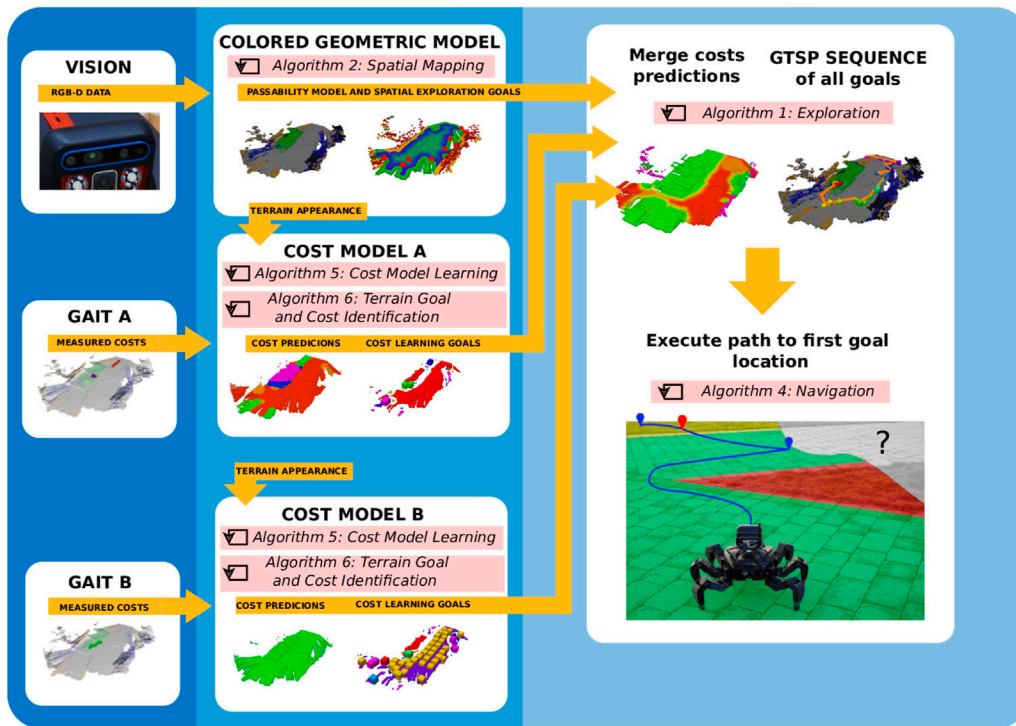 VISION
RGB-D DATA
COLORED GEOMETRIC MODEL
Algorithm 2: Spatial Mapping
PASSABILITY MODEL AND SPATIAL EXPLORATION GOALS
TERRAIN APPEARANCE
GAIT A
MEASURED COSTS
COST MODEL A
Algorithm 5: Cost Model Learning
Algorithm 6: Terrain Goal
and Cost Identification
COST PREDICIONS
COST LEARNING GOALS
TERRAIN APPEARANCE
GAIT B
MEASURED COSTS
COST MODEL B
Algorithm 5: Cost Model Learning
Algorithm 6: Terrain Goal
and Cost Identification
COST PREDICIONS
COST LEARNING GOALS
Merge costs
predictions
GTSP SEQUENCE
of all goals
Algorithm 1: Exploration
Execute path to first goal
location
Algorithm 4: Navigation
?